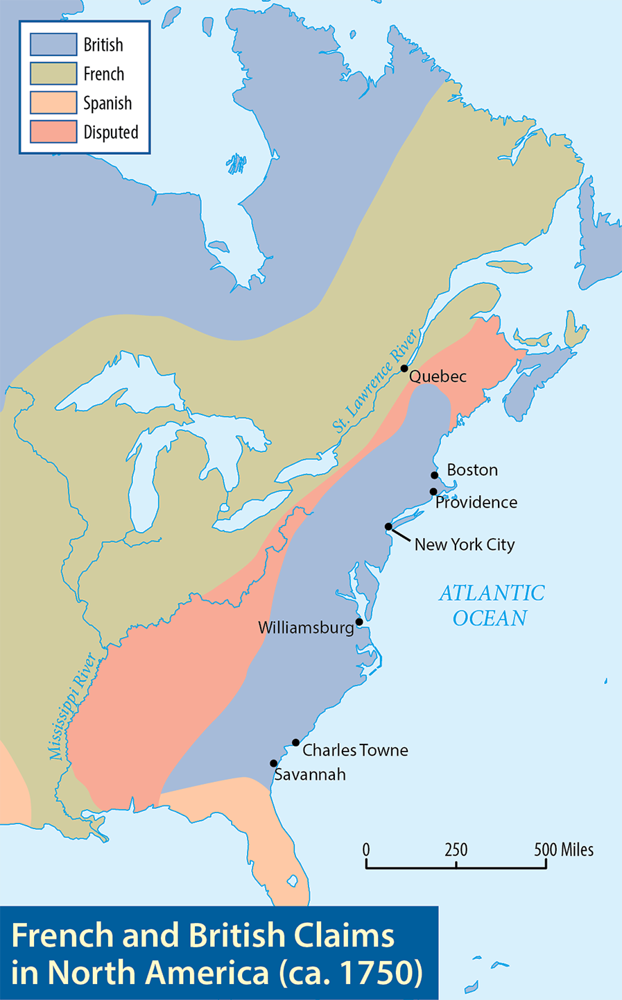 British
French
Spanish
Disputed
St. Lawrence River
Quebec
Boston
Providence
New York City
ATLANTIC
OCEAN
Williamsburg
Mississippi River
Charles Towne
Savannah
0 250 500 Miles
French and British Claims
in North America (ca. 1750)